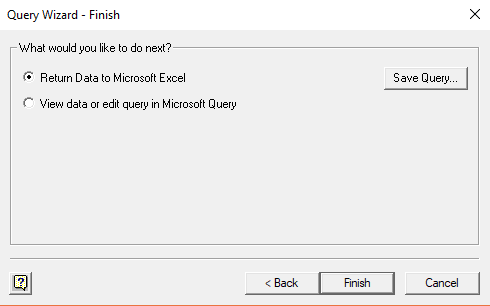 Query Wizard - Finish
What would you like to do next?
Return Data to Microsoft Excel
Save Query...
View data or edit query in Microsoft Query
?
< Back
Finish
Cancel